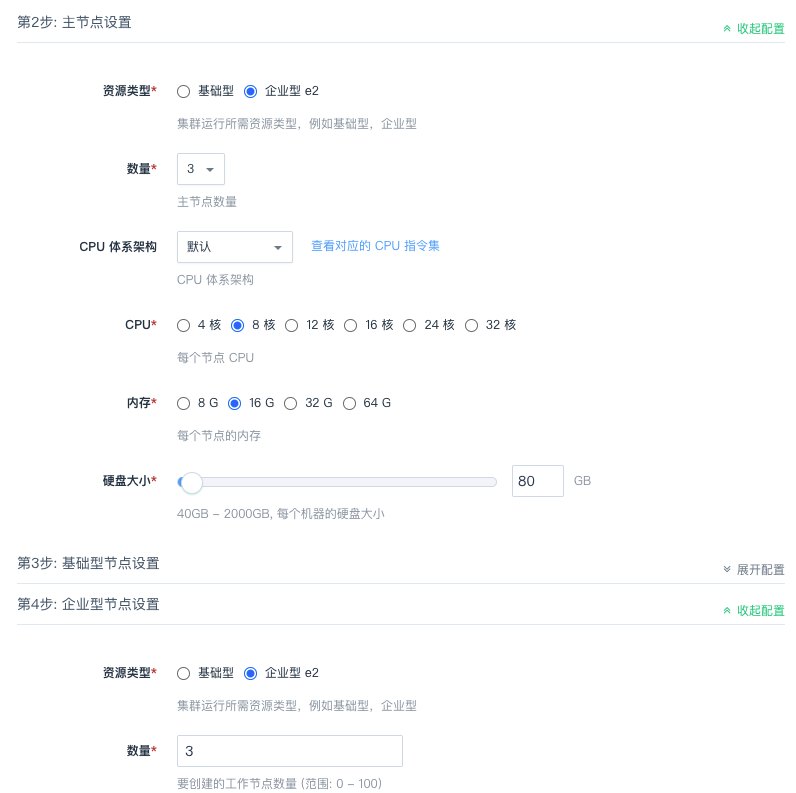 第2步: 主节点设置
收起配置
资源类型* 基础型 企业型 e2
集群运行所需资源类型，例如基础型，企业型
数量* 3
主节点数量
CPU 体系架构 默认 查看对应的 CPU 指令集
CPU 体系架构
CPU* 4 核 8 核 12 核 16 核 24 核 32 核
每个节点 CPU
内存* 8 G 16 G 32 G 64 G
每个节点的内存
硬盘大小* 80 GB
40GB – 2000GB, 每个机器的硬盘大小
第3步: 基础型节点设置
展开配置
第4步: 企业型节点设置
收起配置
资源类型* 基础型 企业型 e2
集群运行所需资源类型，例如基础型，企业型
数量* 3
要创建的工作节点数量 (范围: 0 – 100)